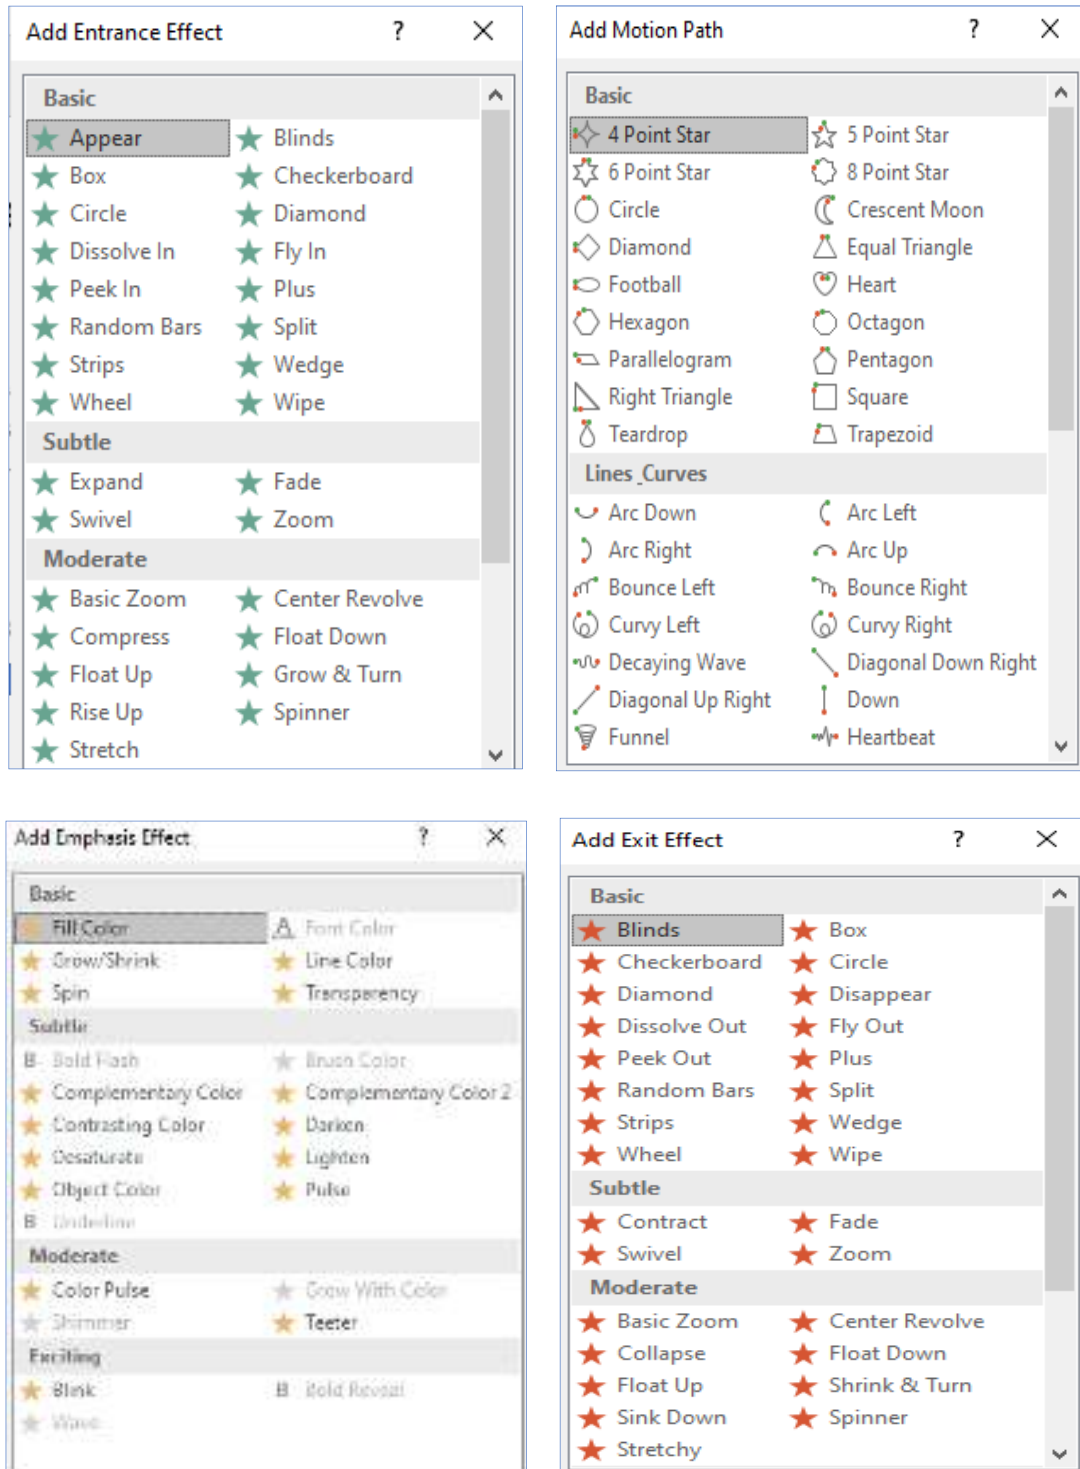 Add Entrance Effect ? ×
Basic
Appear Blinds
Box Checkerboard
Circle Diamond
Dissolve In Fly In
Peek In Plus
Random Bars Split
Strips Wedge
Wheel Wipe
Subtle
Expand Fade
Swivel Zoom
Moderate
Basic Zoom Center Revolve
Compress Float Down
Float Up Grow & Turn
Rise Up Spinner
Stretch
Add Motion Path ? ×
Basic
4 Point Star 5 Point Star
6 Point Star 8 Point Star
Circle Crescent Moon
Diamond Equal Triangle
Football Heart
Hexagon Octagon
Parallelogram Pentagon
Right Triangle Square
Teardrop Trapezoid
Lines_Curves
Arc Down Arc Left
Arc Right Arc Up
Bounce Left Bounce Right
Curvy Left Curvy Right
Decaying Wave Diagonal Down Right
Diagonal Up Right Down
Funnel Heartbeat
Add Emphasis Effect ? ×
Basic
Fill Color A Font Color
Grow/Shrink Line Color
Spin Transparency
Subtle
B Bold Flash Brush Color
Complementary Color Complementary Color 2
Contrasting Color Darken
Desaturate Lighten
Object Color Pulse
B Underline
Moderate
Color Pulse Grow With Color
Shimmer Teeter
Exciting
Blink B Bold Reveal
Wave
Add Exit Effect ? ×
Basic
Blinds Box
Checkerboard Circle
Diamond Disappear
Dissolve Out Fly Out
Peek Out Plus
Random Bars Split
Strips Wedge
Wheel Wipe
Subtle
Contract Fade
Swivel Zoom
Moderate
Basic Zoom Center Revolve
Collapse Float Down
Float Up Shrink & Turn
Sink Down Spinner
Stretchy